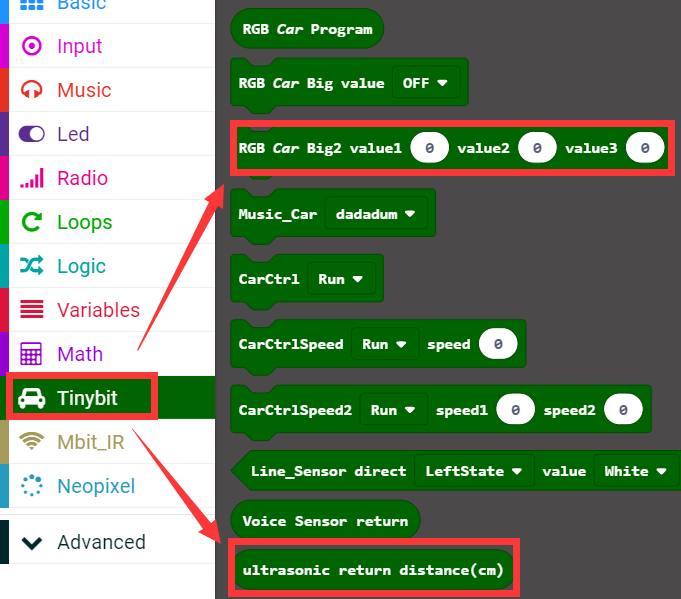 Basic
Input
Music
Led
Radio
Loops
Logic
Variables
Math
Tinybit
Mbit_IR
Neopixel
Advanced
RGB Car Program
RGB Car Big value OFF
RGB Car Big2 value1 0 value2 0 value3 0
Music_Car dadadum
CarCtrl Run
CarCtrlSpeed Run speed 0
CarCtrlSpeed2 Run speed1 0 speed2 0
Line_Sensor direct LeftState value White
Voice Sensor return
ultrasonic return distance(cm)